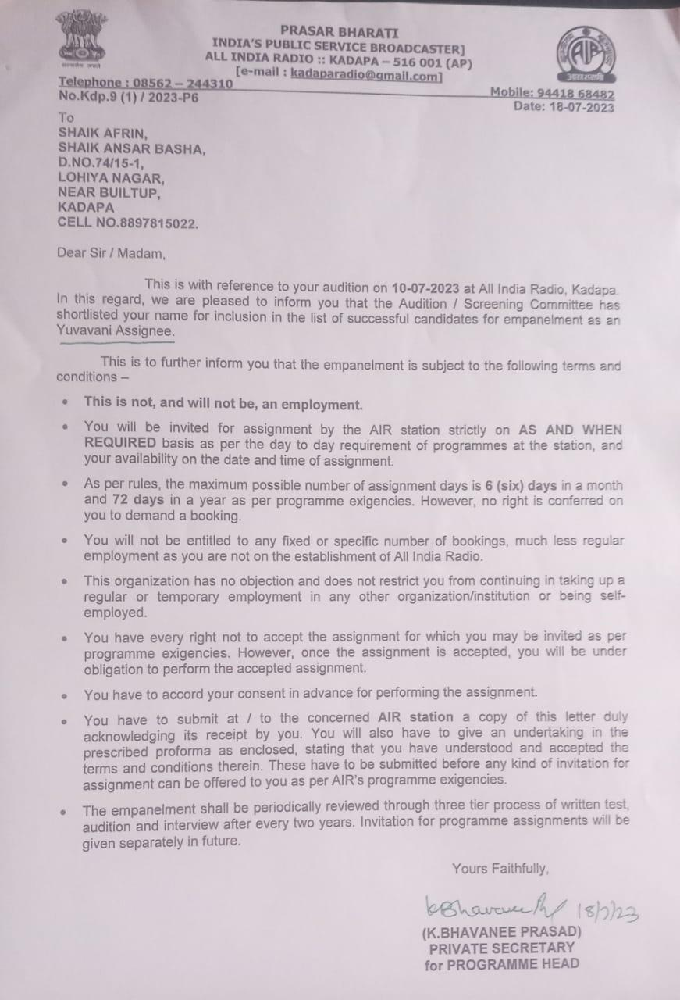 PRASAR BHARATI
INDIA'S PUBLIC SERVICE BROADCASTER]
ALL INDIA RADIO :: KADAPA – 516 001 (AP)
[e-mail : kadaparadio@gmail.com]
AIR
Telephone : 08562 – 244310
Mobile: 94418 68482
No.Kdp.9 (1) / 2023-P6
Date: 18-07-2023
To
SHAIK AFRIN,
SHAIK ANSAR BASHA,
D.NO.74/15-1,
LOHIYA NAGAR,
NEAR BUILTUP,
KADAPA
CELL NO.8897815022.
Dear Sir / Madam,
This is with reference to your audition on 10-07-2023 at All India Radio, Kadapa.
In this regard, we are pleased to inform you that the Audition / Screening Committee has
shortlisted your name for inclusion in the list of successful candidates for empanelment as an
Yuvavani Assignee.
This is to further inform you that the empanelment is subject to the following terms and
conditions –
• This is not, and will not be, an employment.
• You will be invited for assignment by the AIR station strictly on AS AND WHEN
REQUIRED basis as per the day to day requirement of programmes at the station, and
your availability on the date and time of assignment.
• As per rules, the maximum possible number of assignment days is 6 (six) days in a month
and 72 days in a year as per programme exigencies. However, no right is conferred on
you to demand a booking.
• You will not be entitled to any fixed or specific number of bookings, much less regular
employment as you are not on the establishment of All India Radio.
• This organization has no objection and does not restrict you from continuing in taking up a
regular or temporary employment in any other organization/institution or being self-
employed.
• You have every right not to accept the assignment for which you may be invited as per
programme exigencies. However, once the assignment is accepted, you will be under
obligation to perform the accepted assignment.
• You have to accord your consent in advance for performing the assignment.
• You have to submit at / to the concerned AIR station a copy of this letter duly
acknowledging its receipt by you. You will also have to give an undertaking in the
prescribed proforma as enclosed, stating that you have understood and accepted the
terms and conditions therein. These have to be submitted before any kind of invitation for
assignment can be offered to you as per AIR's programme exigencies.
• The empanelment shall be periodically reviewed through three tier process of written test,
audition and interview after every two years. Invitation for programme assignments will be
given separately in future.
Yours Faithfully,
18/7/23
(K.BHAVANEE PRASAD)
PRIVATE SECRETARY
for PROGRAMME HEAD